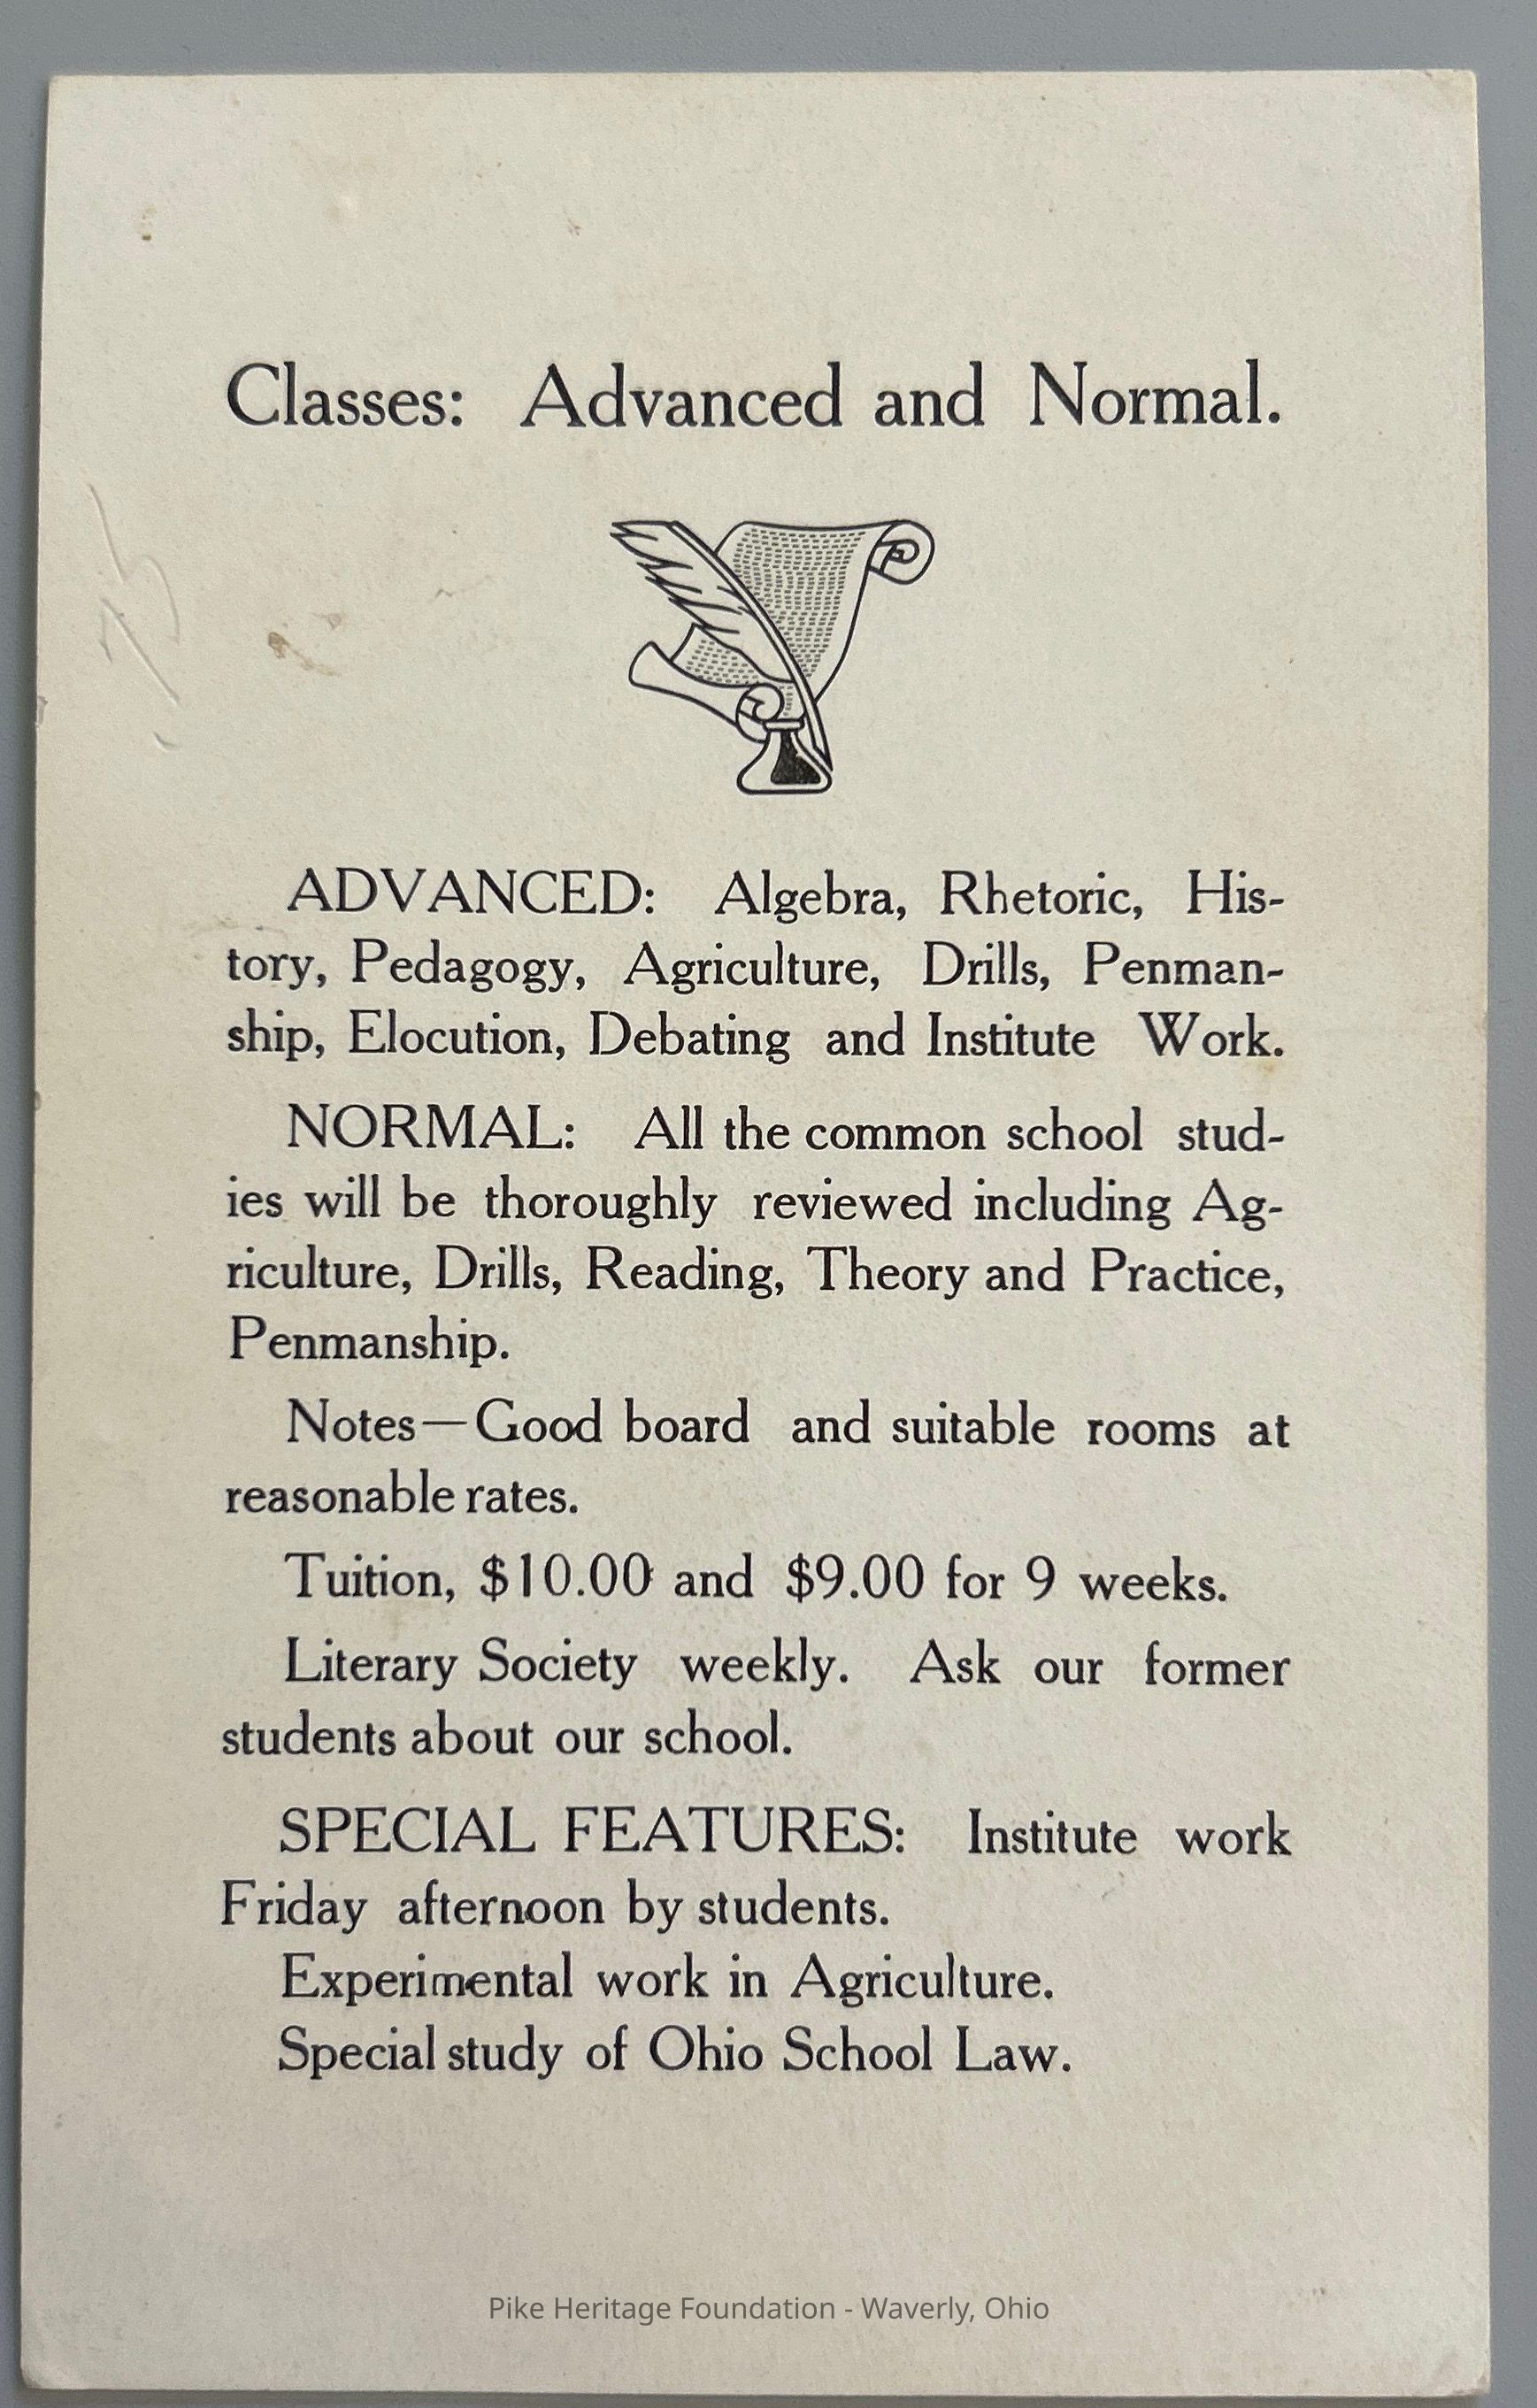 Classes: Advanced and Normal.
ADVANCED: Algebra, Rhetoric, His-
tory, Pedagogy, Agriculture, Drills, Penman-
ship, Elocution, Debating and Institute Work.
NORMAL: All the common school stud-
ies will be thoroughly reviewed including Ag-
riculture, Drills, Reading, Theory and Practice,
Penmanship.
Notes—Good board and suitable rooms at
reasonable rates.
Tuition, $10.00 and $9.00 for 9 weeks.
Literary Society weekly. Ask our former
students about our school.
SPECIAL FEATURES: Institute work
Friday afternoon by students.
Experimental work in Agriculture.
Special study of Ohio School Law.
Pike Heritage Foundation - Waverly, Ohio